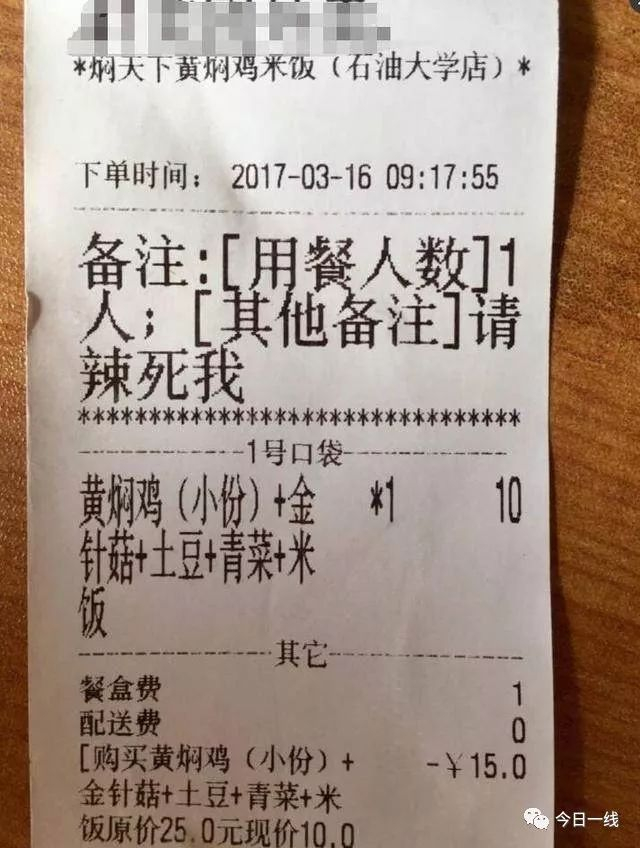 *焖天下黄焖鸡米饭（石油大学店）*
下单时间： 2017-03-16 09:17:55
备注:[用餐人数]1
人；[其他备注]请
辣死我
********************************
1号口袋
黄焖鸡（小份）+金 *1 10
针菇+土豆+青菜+米
饭
其它
餐盒费 1
配送费 0
[购买黄焖鸡（小份）+ -￥15.0
金针菇+土豆+青菜+米
饭原价25.0元现价10.0
今日一线